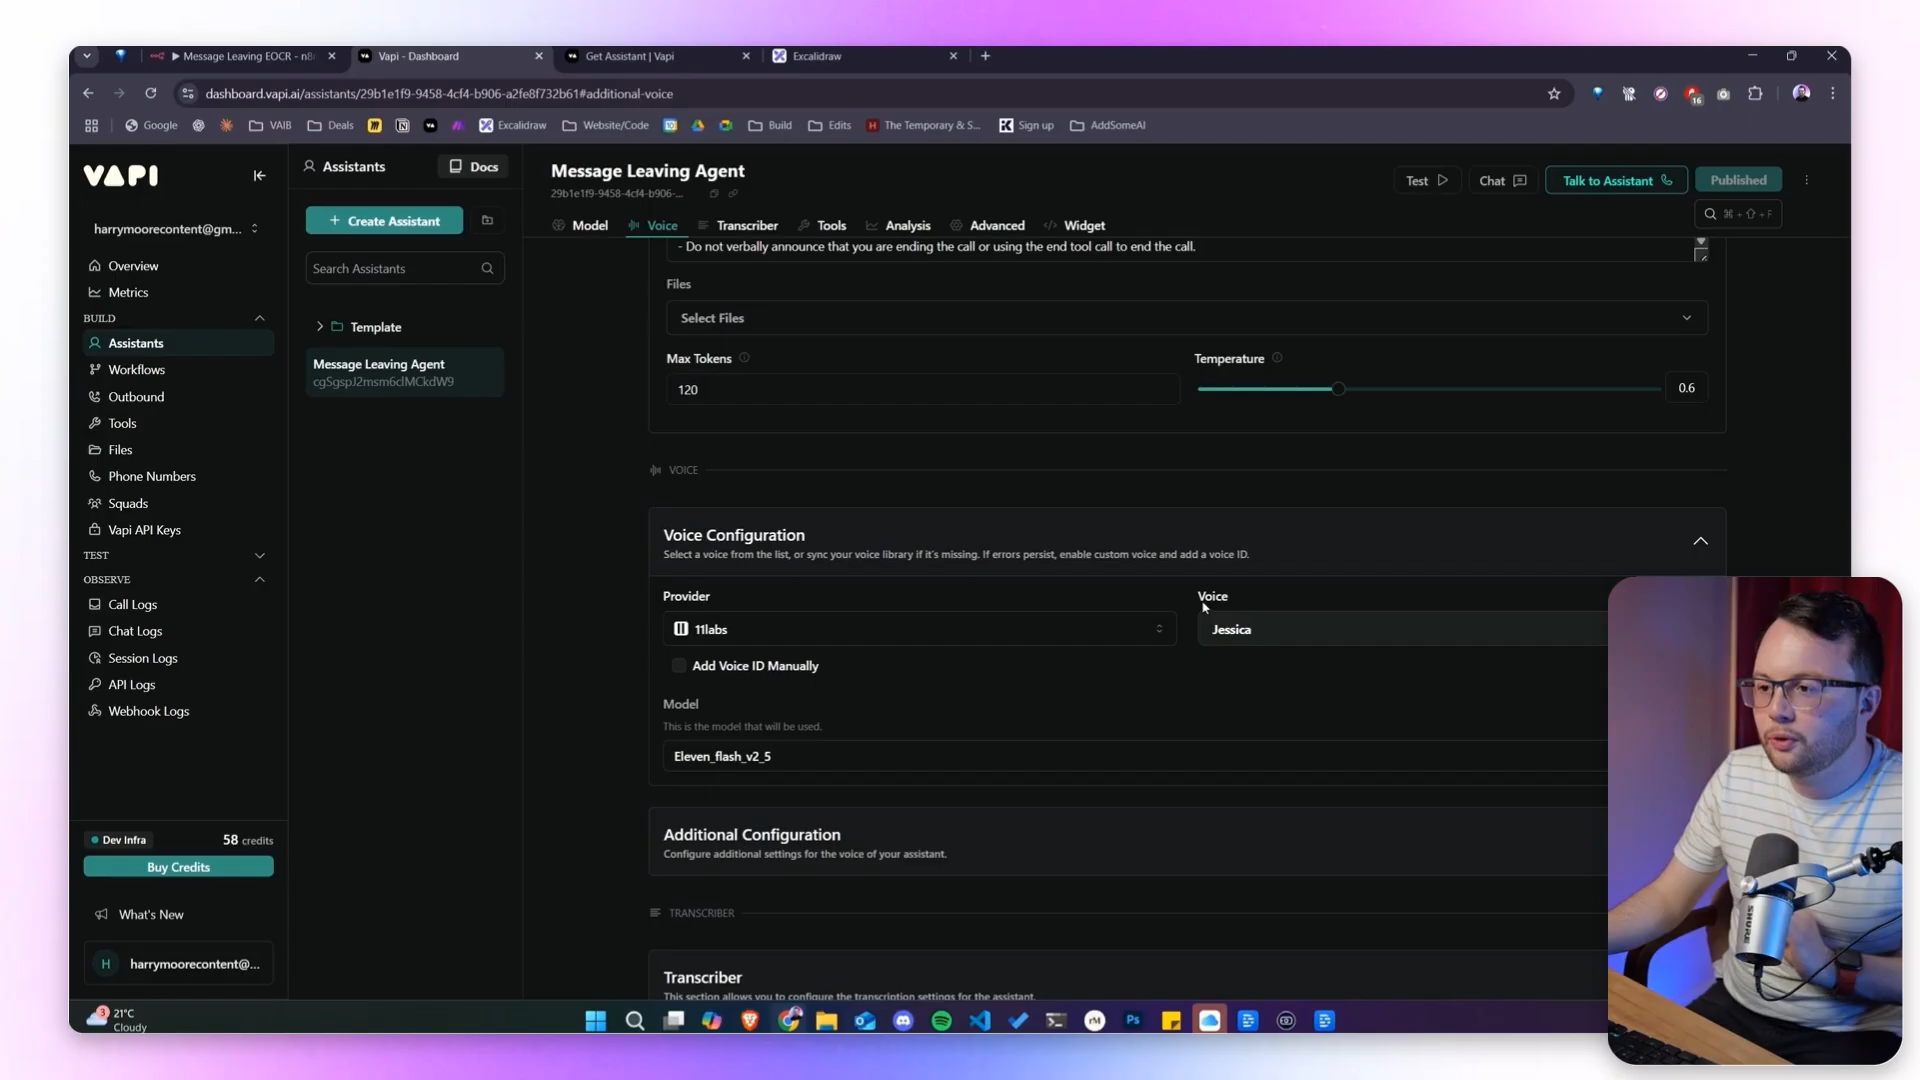 Message Leaving EOCR - n8
Vapi - Dashboard
Get Assistant | Vapi
Excalidraw
dashboard.vapi.ai/assistants/29b1e1f9-9458-4cf4-b906-a2fe8f732b61#additional-voice
16
Google
VAIB
Deals
Excalidraw
Website/Code
Build
Edits
The Temporary & S...
Sign up
AddSomeAI
VAPI
harrymoorecontent@gm...
Overview
Metrics
BUILD
Assistants
Workflows
Outbound
Tools
Files
Phone Numbers
Squads
Vapi API Keys
TEST
OBSERVE
Call Logs
Chat Logs
Session Logs
API Logs
Webhook Logs
Dev Infra
58 credits
Buy Credits
What's New
H
harrymoorecontent@...
Assistants
Docs
+ Create Assistant
Search Assistants
Template
Message Leaving Agent
Message Leaving Agent
29b1e1f9-9458-4cf4-b906-...
Test
Chat
Talk to Assistant
Published
Model
Voice
Transcriber
Tools
Analysis
Advanced
Widget
- Do not verbally announce that you are ending the call or using the end tool call to end the call.
Files
Select Files
Max Tokens
120
Temperature
0.6
VOICE
Voice Configuration
Select a voice from the list, or sync your voice library if it's missing. If errors persist, enable custom voice and add a voice ID.
Provider
11labs
Add Voice ID Manually
Voice
Jessica
Model
This is the model that will be used.
Eleven_flash_v2_5
Additional Configuration
Configure additional settings for the voice of your assistant.
TRANSCRIBER
Transcriber
This section allows you to configure the transcription settings for the assistant.
3
21°C
Cloudy
rM
Ps
SHURE